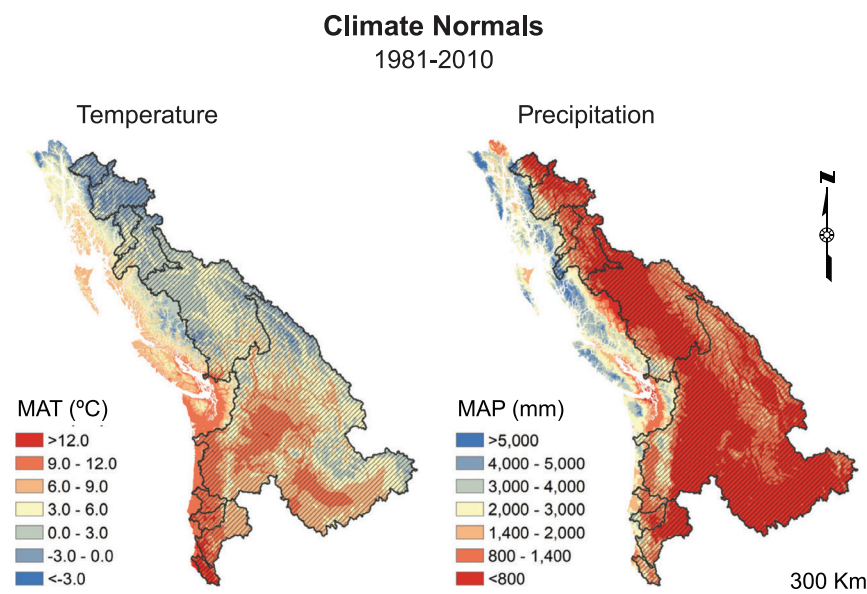 Climate Normals
1981-2010
Temperature
Precipitation
z
MAT (ºC)
>12.0
9.0 - 12.0
6.0 - 9.0
3.0 - 6.0
0.0 - 3.0
-3.0 - 0.0
<-3.0
MAP (mm)
>5,000
4,000 - 5,000
3,000 - 4,000
2,000 - 3,000
1,400 - 2,000
800 - 1,400
<800
300 Km